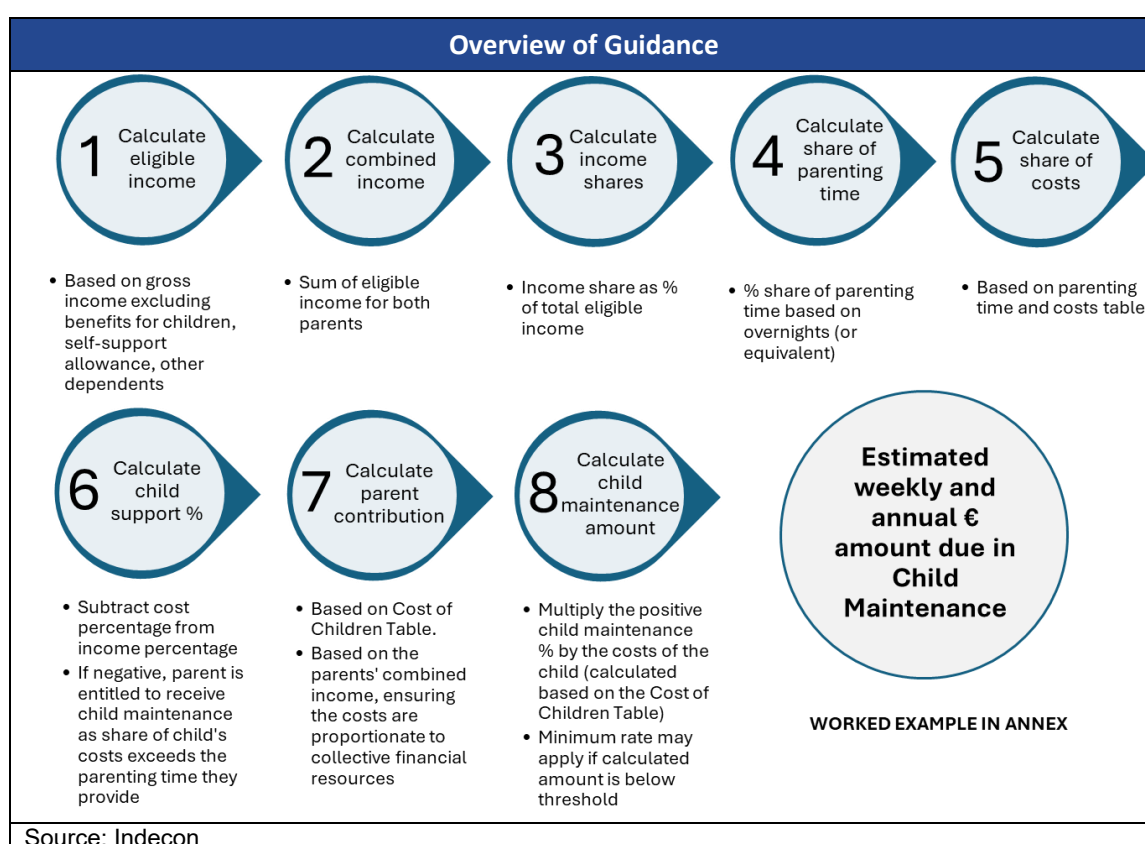 Overview of Guidance
1
Calculate
eligible
income
2
Calculate
combined
income
3
Calculate
income
shares
4
Calculate
share of
parenting
time
5
Calculate
share of
costs
• Based on gross
income excluding
benefits for children,
self-support
allowance, other
dependents
• Sum of eligible
income for both
parents
• Income share as %
of total eligible
income
• % share of parenting
time based on
overnights (or
equivalent)
• Based on parenting
time and costs table
6
Calculate
child
support %
7
Calculate
parent
contribution
8
Calculate
child
maintenance
amount
• Subtract cost
percentage from
income percentage
• If negative, parent is
entitled to receive
child maintenance
as share of child's
costs exceeds the
parenting time they
provide
• Based on Cost of
Children Table.
• Based on the
parents' combined
income, ensuring
the costs are
proportionate to
collective financial
resources
• Multiply the positive
child maintenance
% by the costs of the
child (calculated
based on the Cost of
Children Table)
• Minimum rate may
apply if calculated
amount is below
threshold
Estimated
weekly and
annual €
amount due in
Child
Maintenance
WORKED EXAMPLE IN ANNEX
Source: Indecon